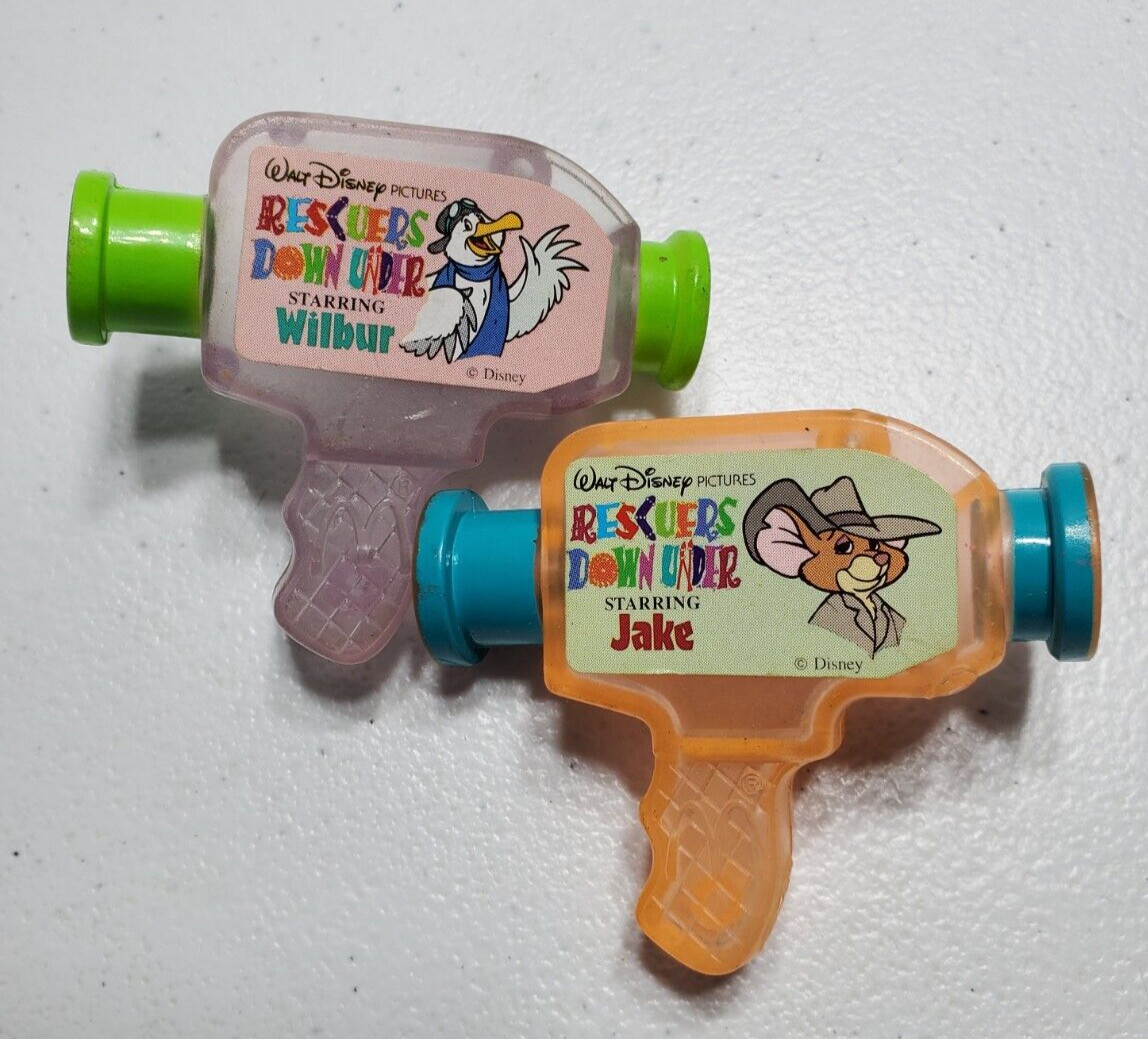 WALT DISNEY PICTURES
RESCUERS
DOWN UNDER
STARRING
Wilbur
© Disney
WALT DISNEY PICTURES
RESCUERS
DOWN UNDER
STARRING
Jake
© Disney